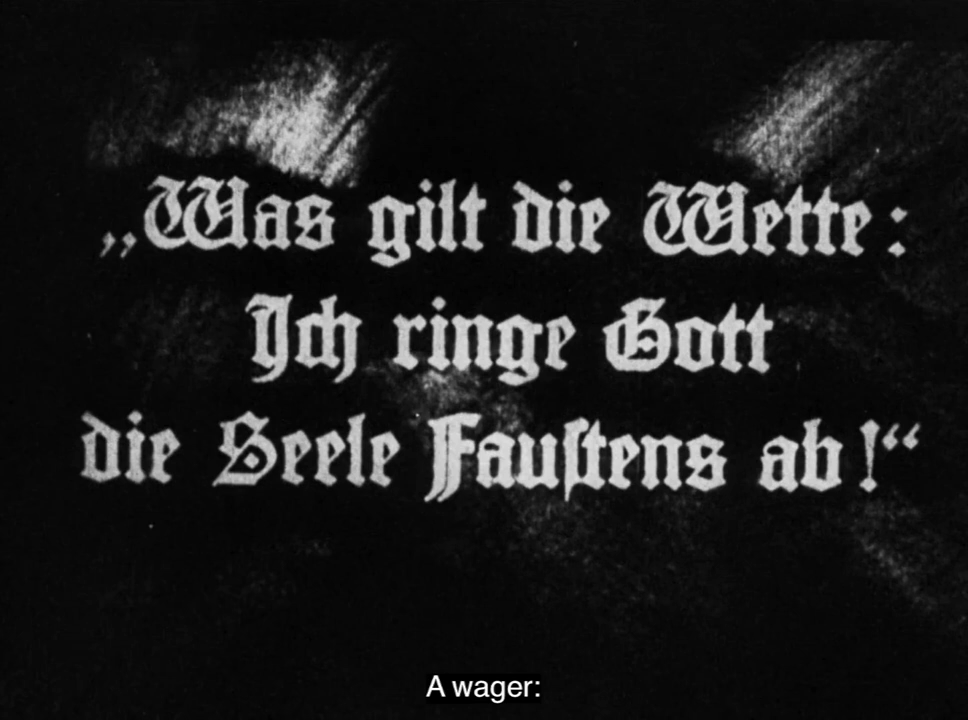 „Was gilt die Wette:
Ich ringe Gott
die Seele Faustens ab!“
A wager: